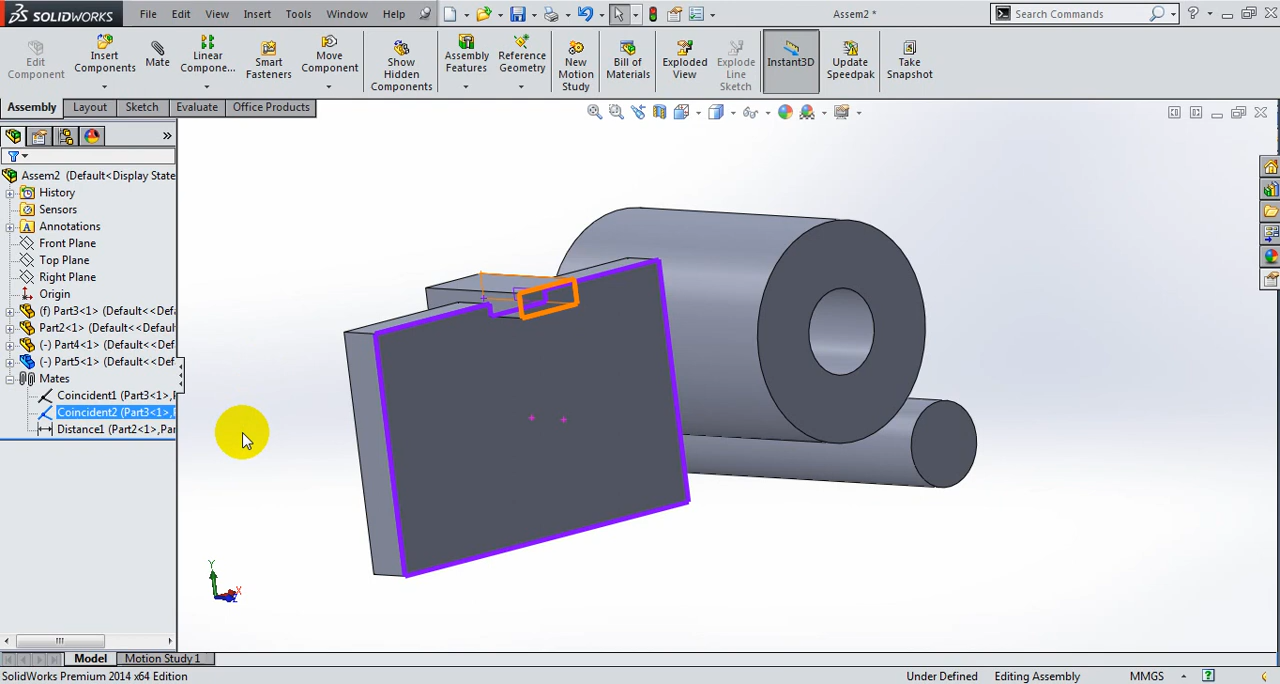 SOLIDWORKS File Edit View Insert Tools Window Help Assem2 * Search Commands
Edit Component
Insert Components
Mate
Linear Compone...
Smart Fasteners
Move Component
Show Hidden Components
Assembly Features
Reference Geometry
New Motion Study
Bill of Materials
Exploded View
Explode Line Sketch
Instant3D
Update Speedpak
Take Snapshot
Assembly Layout Sketch Evaluate Office Products
Assem2 (Default<Display State
History
Sensors
Annotations
Front Plane
Top Plane
Right Plane
Origin
(f) Part3<1> (Default<<Def
Part2<1> (Default<<Default
(-) Part4<1> (Default<<Def
(-) Part5<1> (Default<<Def
Mates
Coincident1 (Part3<1>,P
Coincident2 (Part3<1>,P
Distance1 (Part2<1>,Par
Y
X
Z
Model Motion Study 1
SolidWorks Premium 2014 x64 Edition Under Defined Editing Assembly MMGS